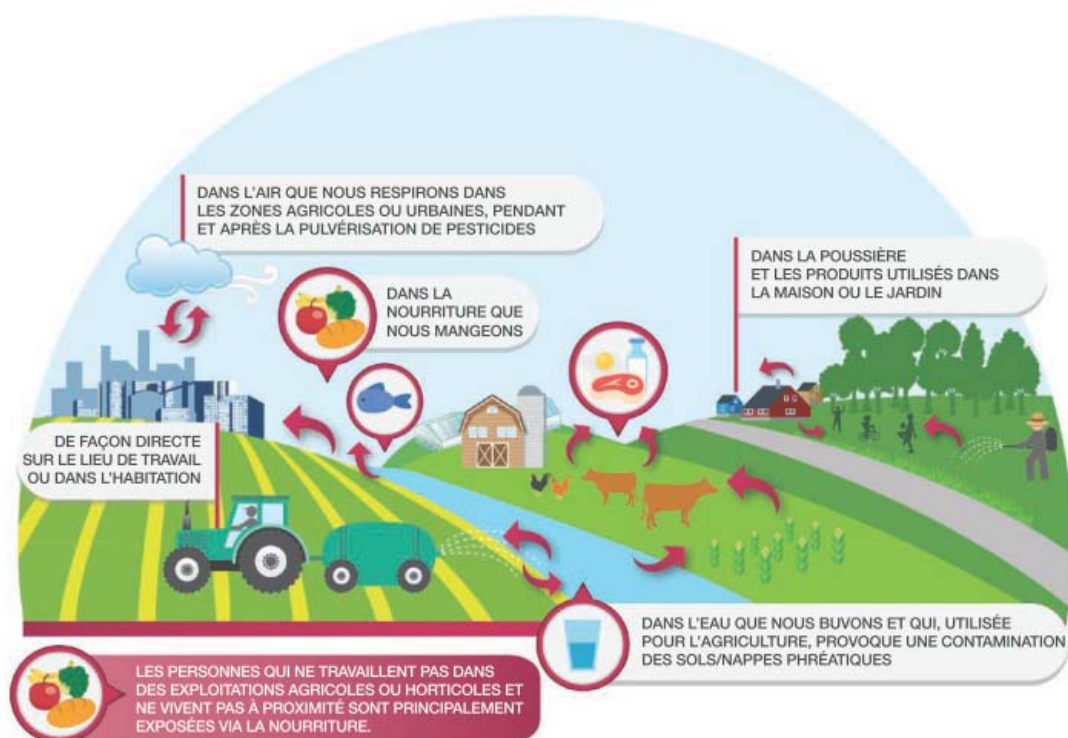 DANS L'AIR QUE NOUS RESPIRONS DANS
LES ZONES AGRICOLES OU URBAINES, PENDANT
ET APRÈS LA PULVÉRISATION DE PESTICIDES
DANS LA
NOURRITURE QUE
NOUS MANGEONS
DANS LA POUSSIÈRE
ET LES PRODUITS UTILISÉS DANS
LA MAISON OU LE JARDIN
DE FAÇON DIRECTE
SUR LE LIEU DE TRAVAIL
OU DANS L'HABITATION
DANS L'EAU QUE NOUS BUVONS ET QUI, UTILISÉE
POUR L'AGRICULTURE, PROVOQUE UNE CONTAMINATION
DES SOLS/NAPPES PHRÉATIQUES
LES PERSONNES QUI NE TRAVAILLENT PAS DANS
DES EXPLOITATIONS AGRICOLES OU HORTICOLES ET
NE VIVENT PAS À PROXIMITÉ SONT PRINCIPALEMENT
EXPOSÉES VIA LA NOURRITURE.